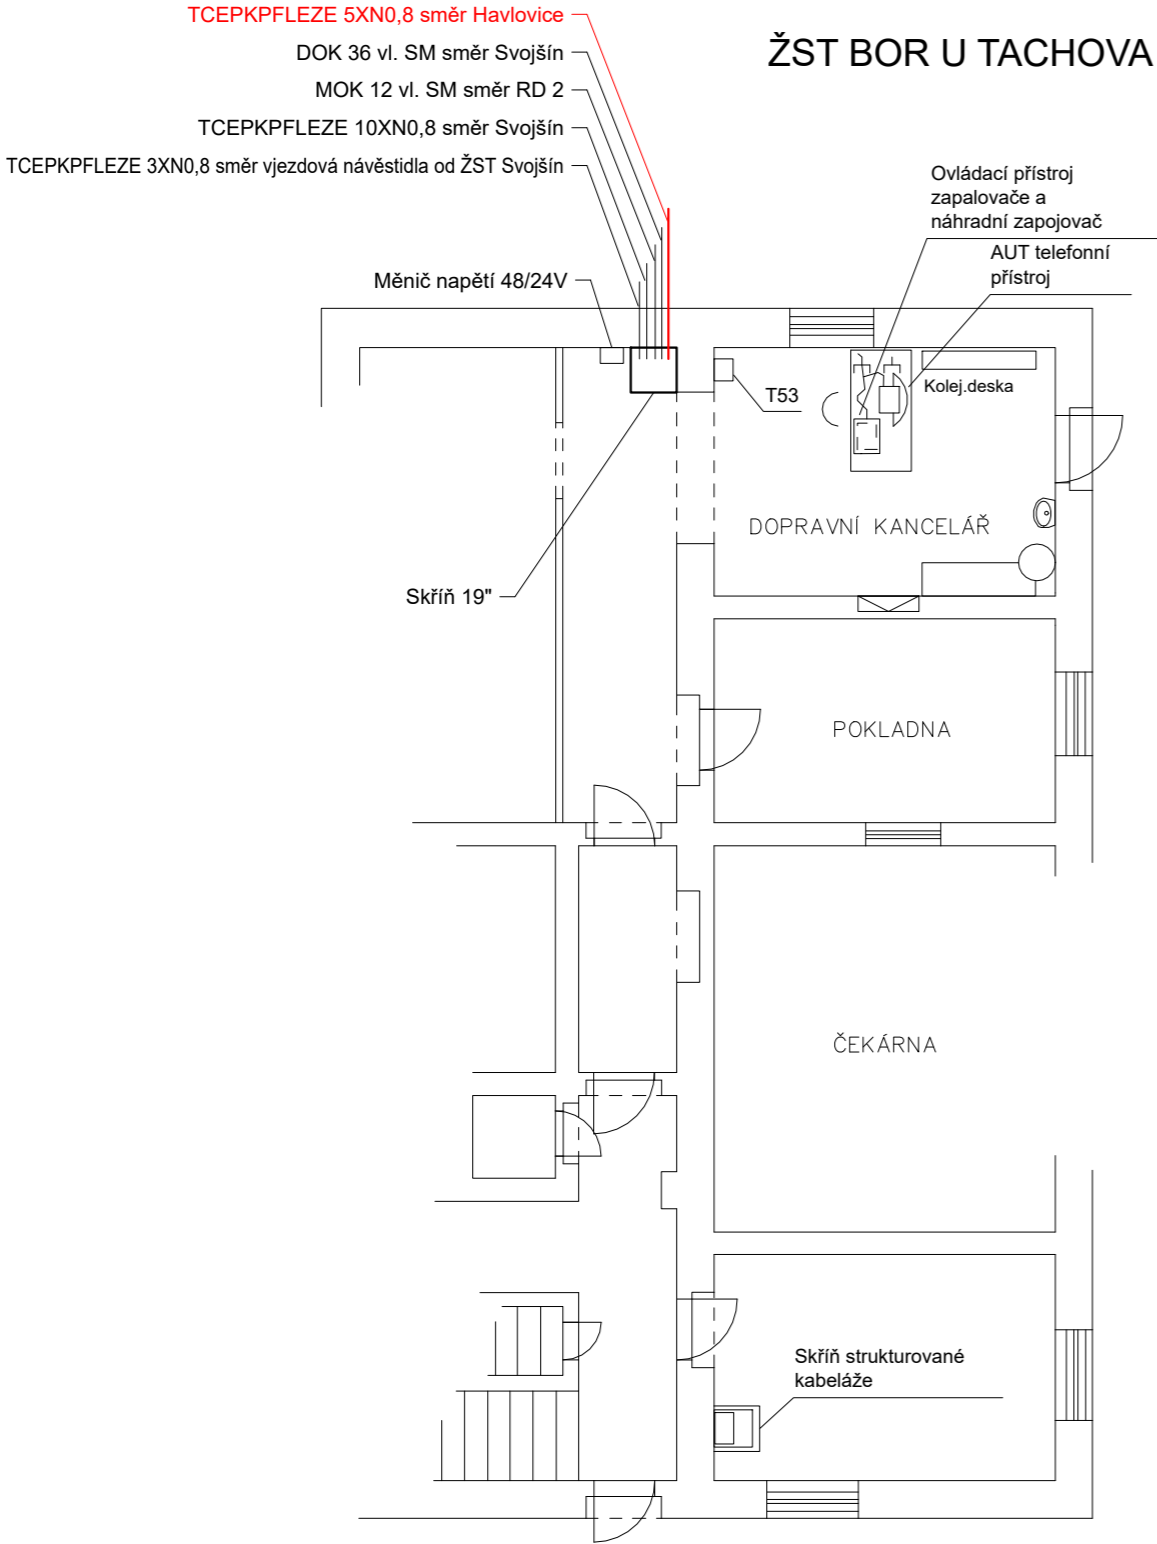 TCEPKPFLEZE 5XN0,8 směr Havlovice
DOK 36 vl. SM směr Svojšín
MOK 12 vl. SM směr RD 2
TCEPKPFLEZE 10XN0,8 směr Svojšín
TCEPKPFLEZE 3XN0,8 směr vjezdová návěstidla od ŽST Svojšín
ŽST BOR U TACHOVA
Ovládací přístroj
zapalovače a
náhradní zapojovač
AUT telefonní
přístroj
Měnič napětí 48/24V
T53
Kolej.deska
DOPRAVNÍ KANCELÁŘ
Skříň 19"
POKLADNA
ČEKÁRNA
Skříň strukturované
kabeláže